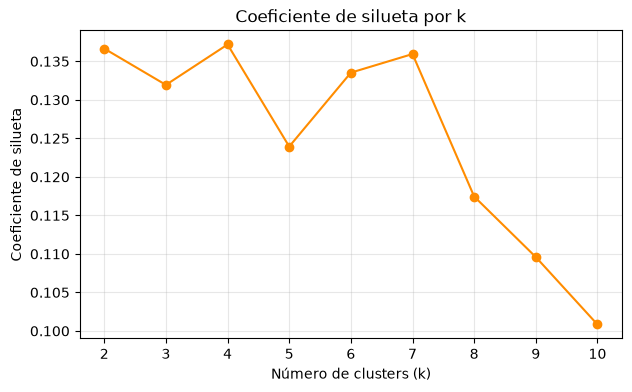 Coeficiente de silueta por k
Coeficiente de silueta
0.135
0.130
0.125
0.120
0.115
0.110
0.105
0.100
2 3 4 5 6 7 8 9 10
Número de clusters (k)